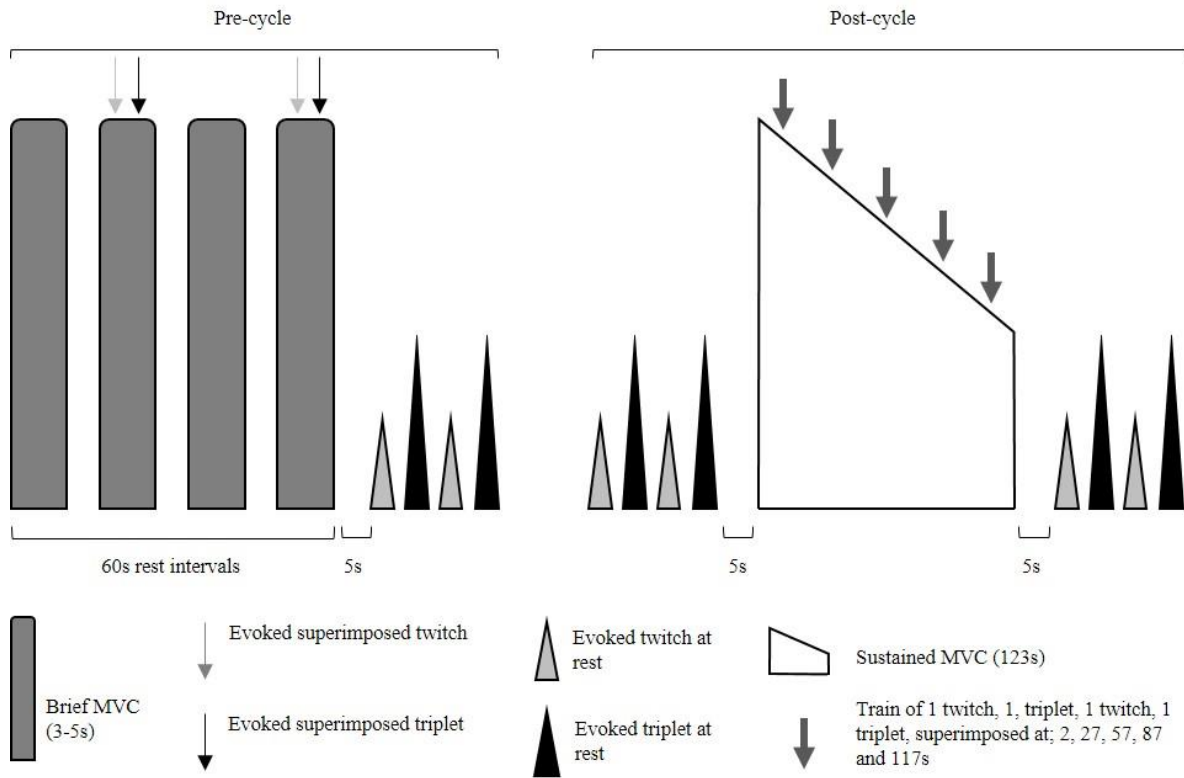 Pre-cycle
Post-cycle
60s rest intervals
5s
5s
5s
Brief MVC
(3-5s)
Evoked superimposed twitch
Evoked superimposed triplet
Evoked twitch at
rest
Evoked triplet at
rest
Sustained MVC (123s)
Train of 1 twitch, 1, triplet, 1 twitch, 1
triplet, superimposed at; 2, 27, 57, 87
and 117s